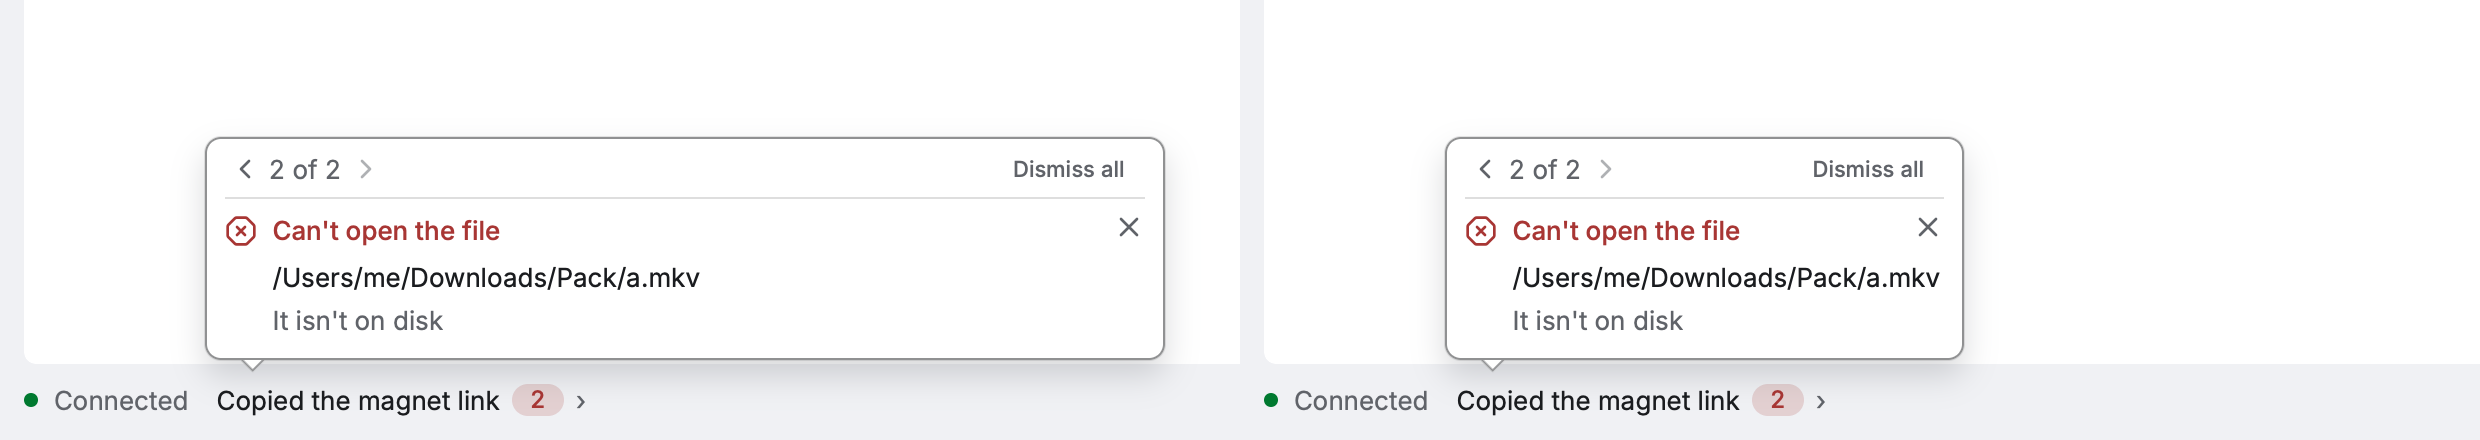 2 of 2
Dismiss all
Can't open the file
/Users/me/Downloads/Pack/a.mkv
It isn't on disk
Connected
Copied the magnet link
2
2 of 2
Dismiss all
Can't open the file
/Users/me/Downloads/Pack/a.mkv
It isn't on disk
Connected
Copied the magnet link
2